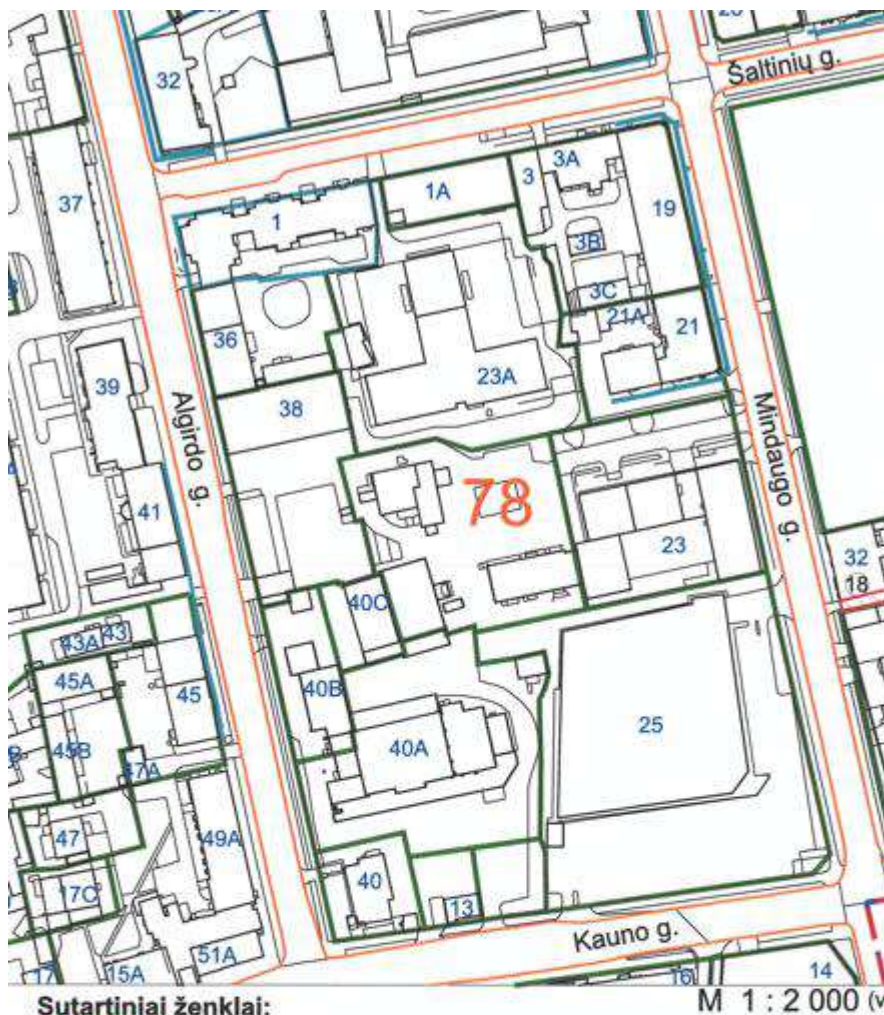 32
Šaltinių g.
37
1
1A
3
3A
19
3B
3C
21A
21
36
23A
39
38
Algirdo g.
Mindaugo g.
41
78
23
32
18
40C
43A
43
45A
45
40B
25
45B
40A
47A
47
49A
40
17C
13
Kauno g.
51A
17
15A
16
14
Sutartiniai ženklai:
M 1 : 2 000 (v